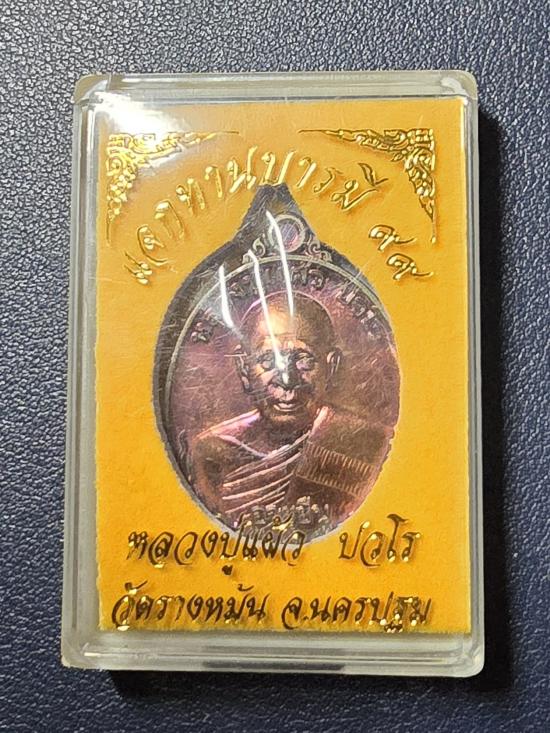 แจกทานบารมี ๙๙
หลวงปู่แผ้ว ปวโร
วัดรางหมัน จ.นครปฐม